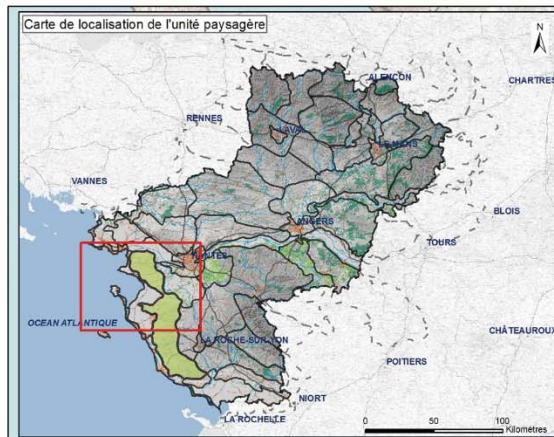 Carte de localisation de l'unité paysagère
N
ALENÇON
CHARTRES
RENNES
LAVAL
LE MANS
VANNES
BLOIS
ANGERS
TOURS
NANTES
OCEAN ATLANTIQUE
CHÂTEAUROUX
LA ROCHE-SUR-YON
POITIERS
NIORT
LA ROCHELLE
0 50 100
Kilomètres